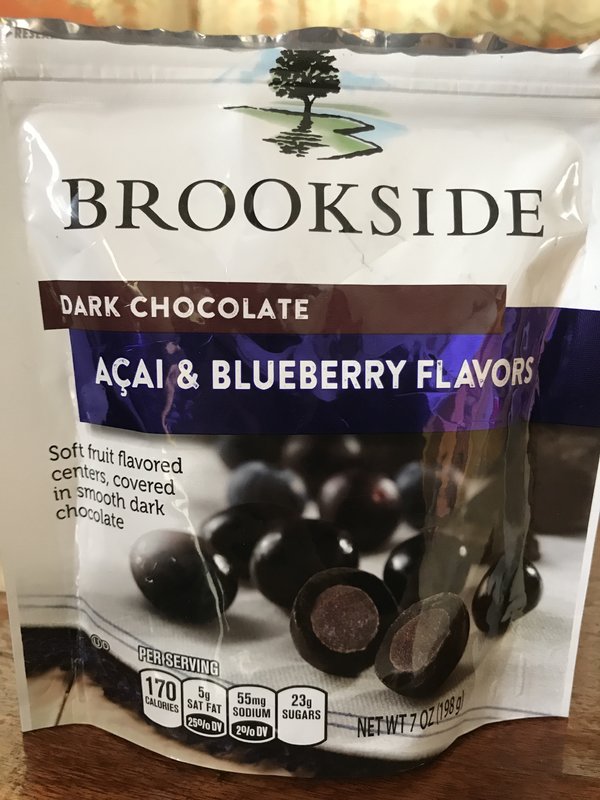 BROOKSIDE
DARK CHOCOLATE
AÇAI & BLUEBERRY FLAVORS
Soft fruit flavored
centers, covered
in smooth dark
chocolate
PER SERVING
170
CALORIES
5g
SAT FAT
25% DV
55mg
SODIUM
2% DV
23g
SUGARS
NET WT 7 OZ (198 g)